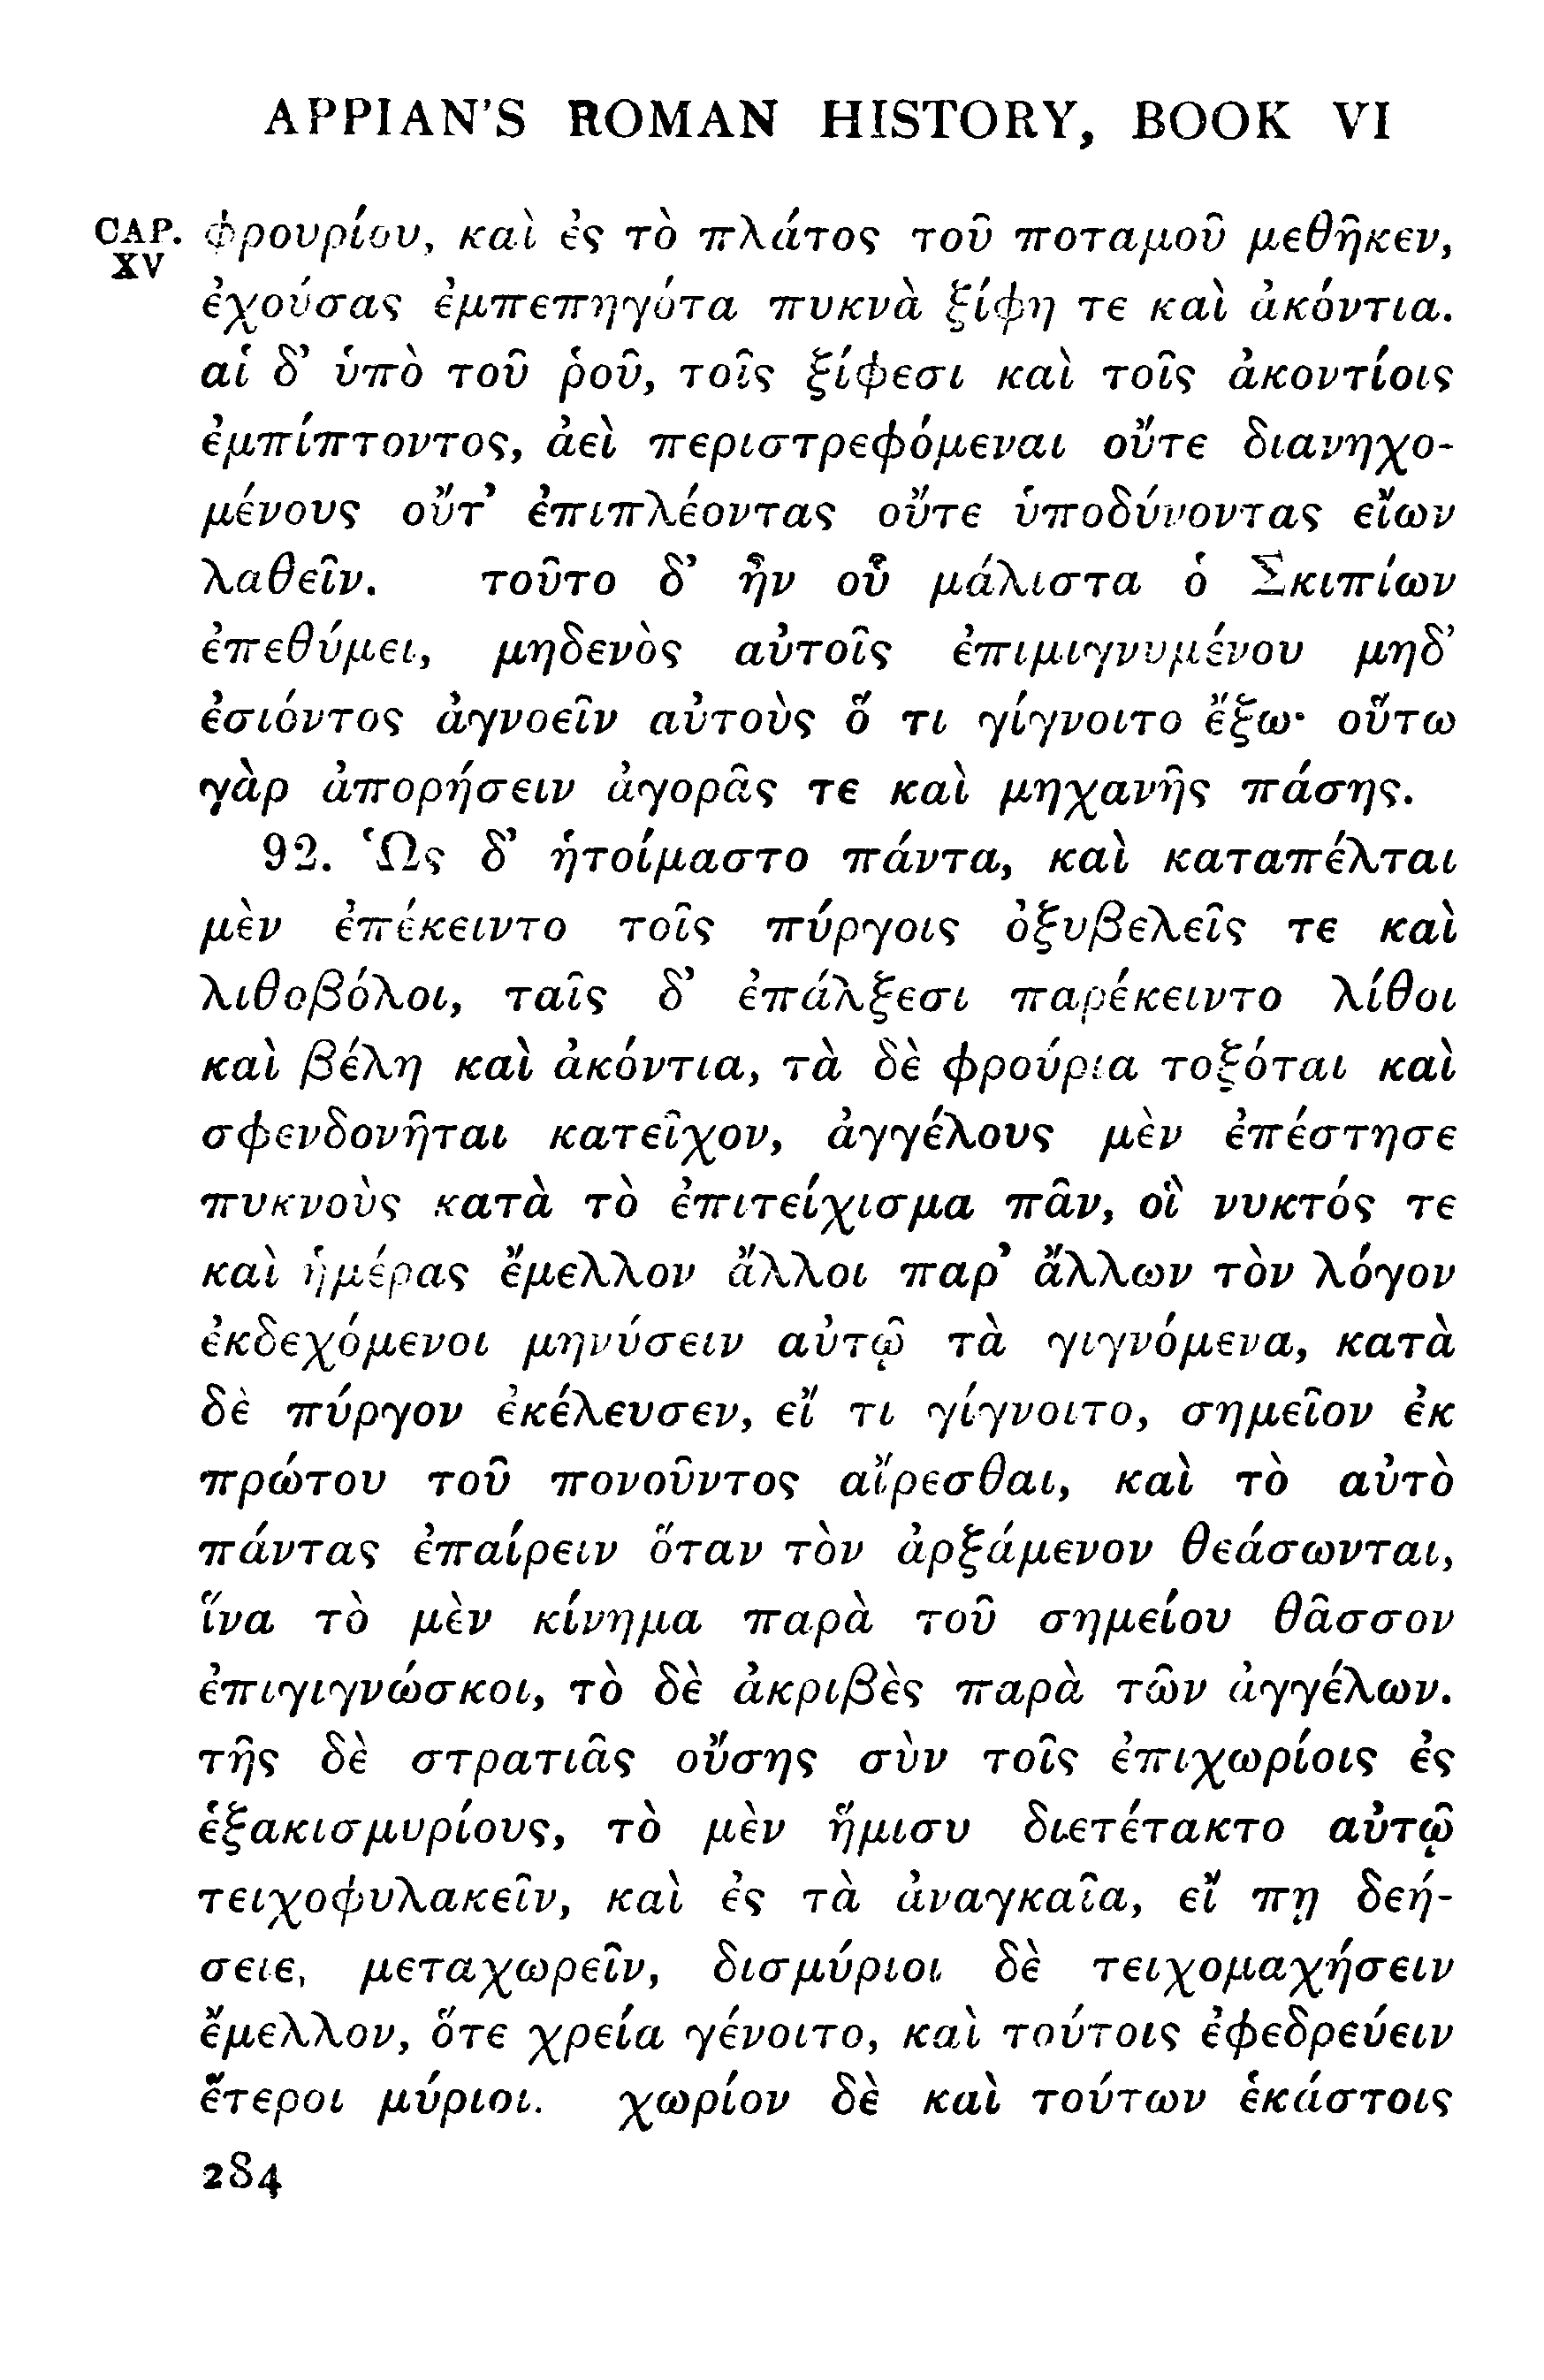 APPIAN'S ROMAN HISTORY, BOOK VI
CAP. XV φρουρίου, καὶ ἐς τὸ πλάτος τοῦ ποταμοῦ μεθῆκεν,
ἐχούσας ἐμπεπηγότα πυκνὰ ξίφη τε καὶ ἀκόντια.
αἱ δ’ ὑπὸ τοῦ ῥοῦ, τοῖς ξίφεσι καὶ τοῖς ἀκοντίοις
ἐμπίπτοντος, ἀεὶ περιστρεφόμεναι οὔτε διανηχο-
μένους οὔτ’ ἐπιπλέοντας οὔτε ὑποδύνοντας εἴων
λαθεῖν. τοῦτο δ’ ἦν οὗ μάλιστα ὁ Σκιπίων
ἐπεθύμει, μηδενὸς αὐτοῖς ἐπιμιγνυμένου μηδ’
ἐσιόντος ἀγνοεῖν αὐτοὺς ὅ τι γίγνοιτο ἔξω· οὕτω
γὰρ ἀπορήσειν ἀγορᾶς τε καὶ μηχανῆς πάσης.
92. Ὡς δ’ ἡτοίμαστο πάντα, καὶ καταπέλται
μὲν ἐπέκειντο τοῖς πύργοις ὀξυβελεῖς τε καὶ
λιθοβόλοι, ταῖς δ’ ἐπάλξεσι παρέκειντο λίθοι
καὶ βέλη καὶ ἀκόντια, τὰ δὲ φρούρια τοξόται καὶ
σφενδονῆται κατεῖχον, ἀγγέλους μὲν ἐπέστησε
πυκνοὺς κατὰ τὸ ἐπιτείχισμα πᾶν, οἳ νυκτός τε
καὶ ἡμέρας ἔμελλον ἄλλοι παρ’ ἄλλων τὸν λόγον
ἐκδεχόμενοι μηνύσειν αὐτῷ τὰ γιγνόμενα, κατὰ
δὲ πύργον ἐκέλευσεν, εἴ τι γίγνοιτο, σημεῖον ἐκ
πρώτου τοῦ πονοῦντος αἴρεσθαι, καὶ τὸ αὐτὸ
πάντας ἐπαίρειν ὅταν τὸν ἀρξάμενον θεάσωνται,
ἵνα τὸ μὲν κίνημα παρὰ τοῦ σημείου θᾶσσον
ἐπιγιγνώσκοι, τὸ δὲ ἀκριβὲς παρὰ τῶν ἀγγέλων.
τῆς δὲ στρατιᾶς οὔσης σὺν τοῖς ἐπιχωρίοις ἐς
ἑξακισμυρίους, τὸ μὲν ἥμισυ διετέτακτο αὐτῷ
τειχοφυλακεῖν, καὶ ἐς τὰ ἀναγκαῖα, εἴ πῃ δεή-
σειε, μεταχωρεῖν, δισμύριοι δὲ τειχομαχήσειν
ἔμελλον, ὅτε χρεία γένοιτο, καὶ τούτοις ἐφεδρεύειν
ἕτεροι μύριοι. χωρίον δὲ καὶ τούτων ἑκάστοις
284